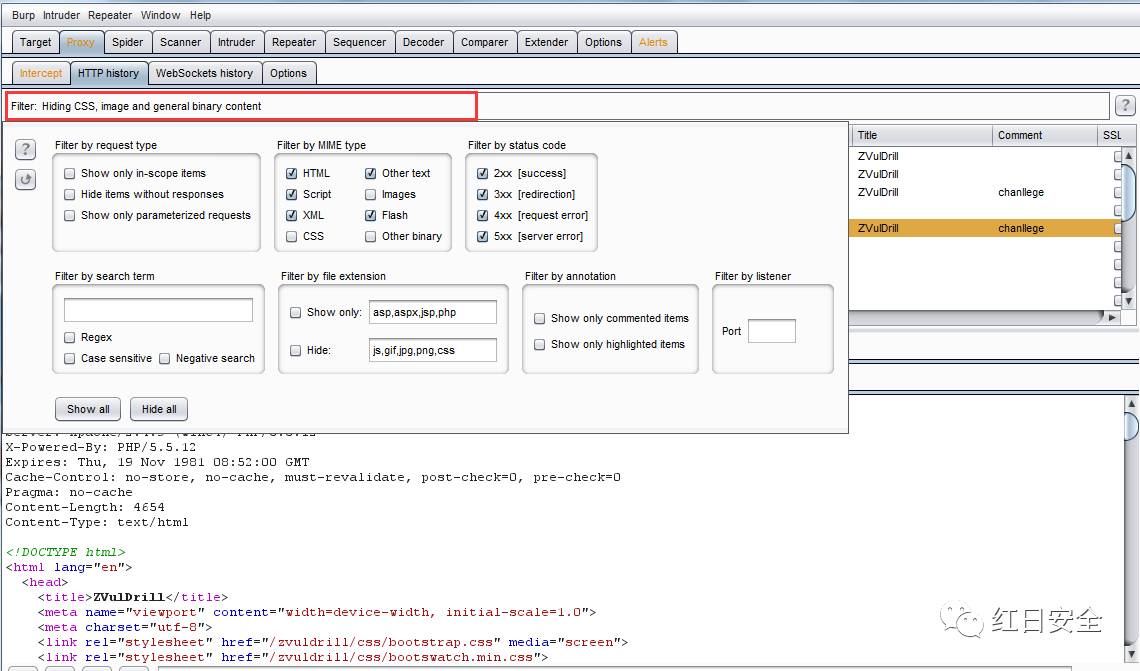 Burp Intruder Repeater Window Help
Target Proxy Spider Scanner Intruder Repeater Sequencer Decoder Comparer Extender Options Alerts
Intercept HTTP history WebSockets history Options
Filter: Hiding CSS, image and general binary content ?
? Filter by request type Filter by MIME type Filter by status code
Show only in-scope items HTML Other text 2xx [success]
Hide items without responses Script Images 3xx [redirection]
Show only parameterized requests XML Flash 4xx [request error]
CSS Other binary 5xx [server error]
Filter by search term Filter by file extension Filter by annotation Filter by listener
Show only: asp,aspx,jsp,php Show only commented items Port
Regex Hide: js,gif,jpg,png,css Show only highlighted items
Case sensitive Negative search
Show all Hide all
Title Comment SSL
ZVulDrill
ZVulDrill
ZVulDrill chanllege
ZVulDrill chanllege
X-Powered-By: PHP/5.5.12
Expires: Thu, 19 Nov 1981 08:52:00 GMT
Cache-Control: no-store, no-cache, must-revalidate, post-check=0, pre-check=0
Pragma: no-cache
Content-Length: 4654
Content-Type: text/html
<!DOCTYPE html>
<html lang="en">
<head>
<title>ZVulDrill</title>
<meta name="viewport" content="width=device-width, initial-scale=1.0">
<meta charset="utf-8">
<link rel="stylesheet" href="/zvuldrill/css/bootstrap.css" media="screen">
<link rel="stylesheet" href="/zvuldrill/css/bootswatch.min.css">
红日安全